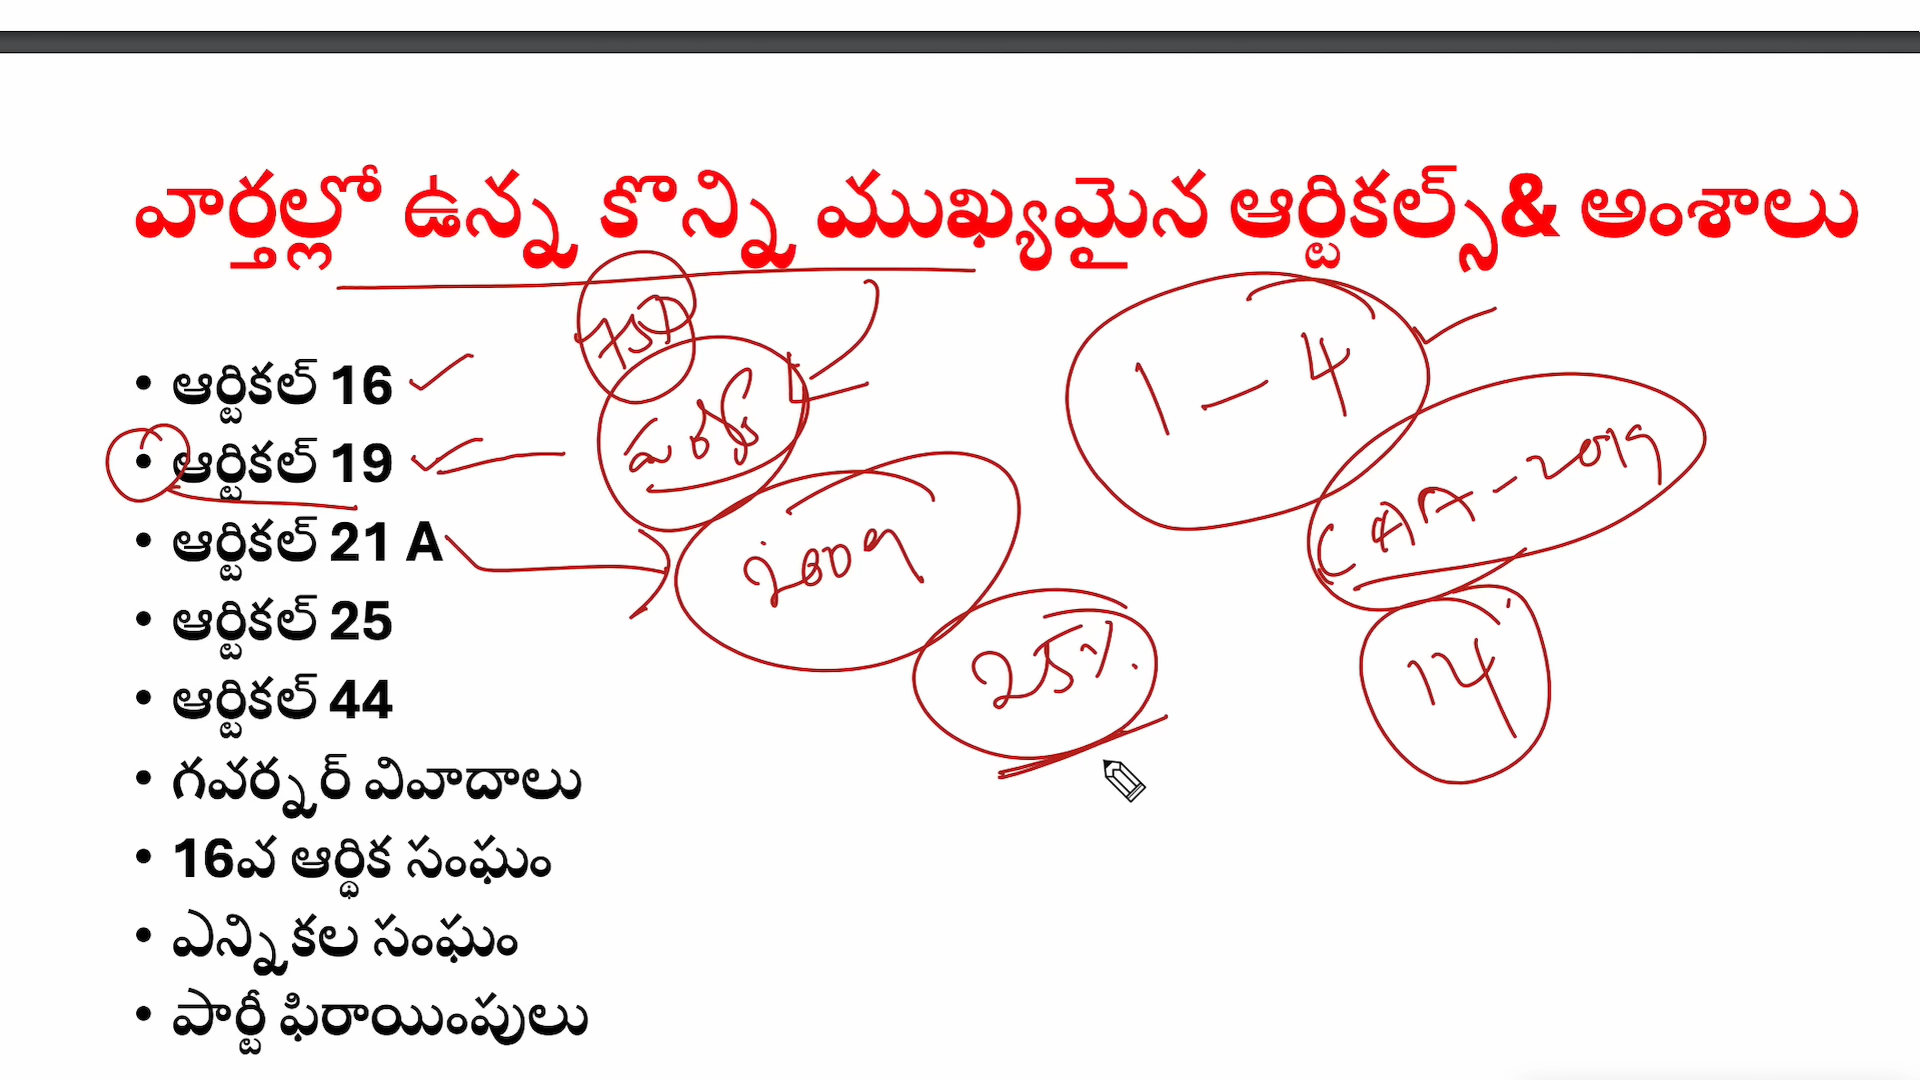 వార్తల్లో ఉన్న కొన్ని ముఖ్యమైన ఆర్టికల్స్& అంశాలు
• ఆర్టికల్ 16
• ఆర్టికల్ 19
• ఆర్టికల్ 21 A
• ఆర్టికల్ 25
• ఆర్టికల్ 44
• గవర్నర్ వివాదాలు
• 16వ ఆర్థిక సంఘం
• ఎన్నికల సంఘం
• పార్టీ ఫిరాయింపులు
1 - 4
CAA - 2019
2009
25%.
14